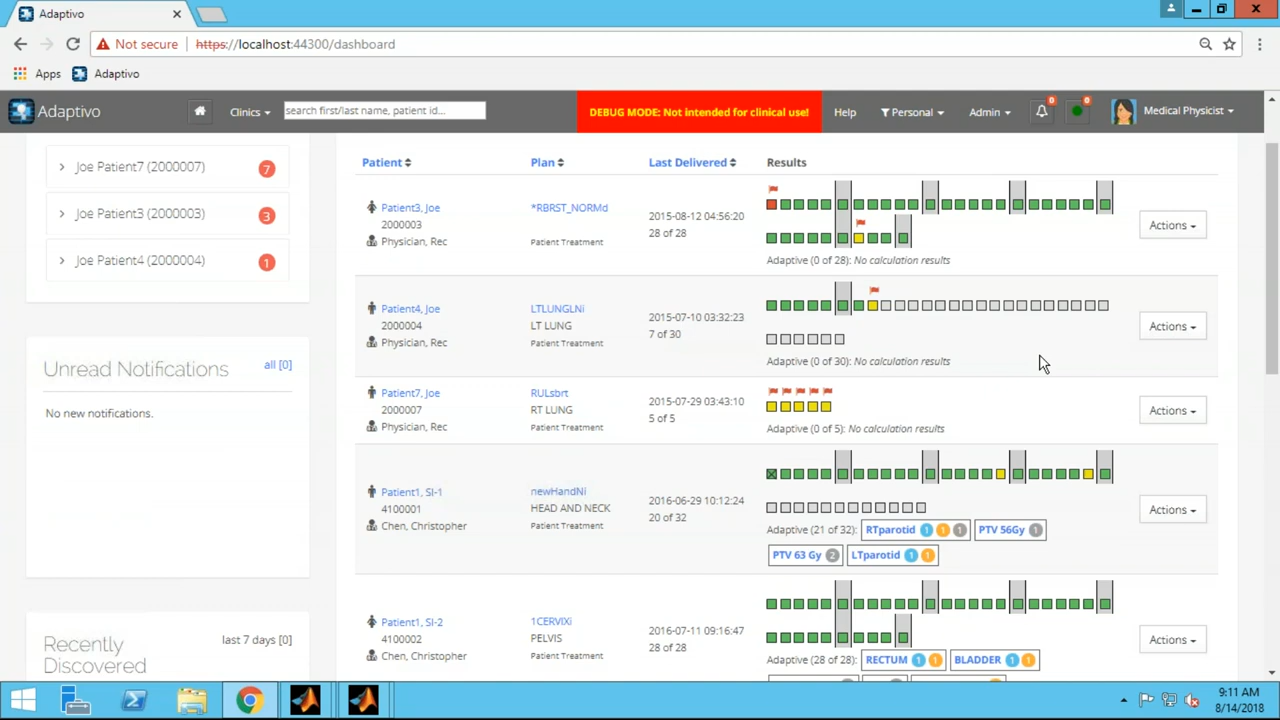 Adaptivo
Not secure https://localhost:44300/dashboard
Apps Adaptivo
Adaptivo Clinics search first/last name, patient id... DEBUG MODE: Not intended for clinical use! Help Personal Admin 0 0 Medical Physicist
Joe Patient7 (2000007) 7
Joe Patient3 (2000003) 3
Joe Patient4 (2000004) 1
Unread Notifications all [0]
No new notifications.
Recently Discovered last 7 days [0]
Patient Plan Last Delivered Results
Patient3, Joe *RBRST_NORMd 2015-08-12 04:56:20
2000003 28 of 28 Actions
Physician, Rec Patient Treatment
Adaptive (0 of 28): No calculation results
Patient4, Joe LTLUNGLNi 2015-07-10 03:32:23
2000004 LT LUNG 7 of 30 Actions
Physician, Rec Patient Treatment
Adaptive (0 of 30): No calculation results
Patient7, Joe RULsbrt 2015-07-29 03:43:10
2000007 RT LUNG 5 of 5 Actions
Physician, Rec Patient Treatment
Adaptive (0 of 5): No calculation results
Patient1, SI-1 newHandNi 2016-06-29 10:12:24
4100001 HEAD AND NECK 20 of 32 Actions
Chen, Christopher Patient Treatment
Adaptive (21 of 32): RTparotid 1 1 1 PTV 56Gy 1
PTV 63 Gy 2 LTparotid 1 1
Patient1, SI-2 1CERVIXi 2016-07-11 09:16:47
4100002 PELVIS 28 of 28 Actions
Chen, Christopher Patient Treatment
Adaptive (28 of 28): RECTUM 1 1 BLADDER 1 1
9:11 AM
8/14/2018